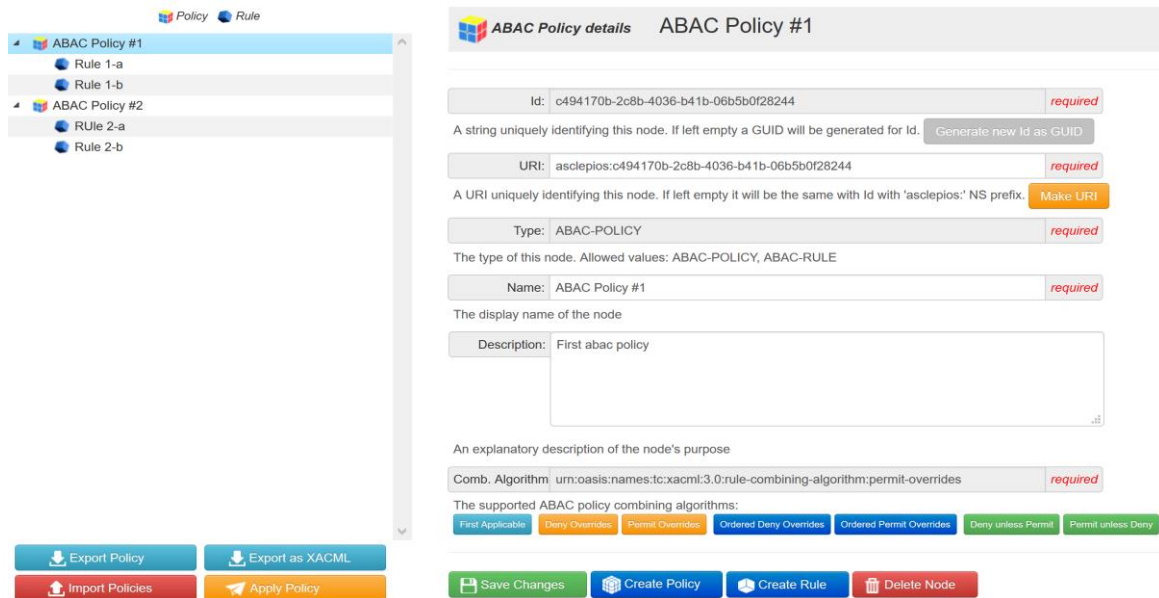 Policy Rule
ABAC Policy #1
Rule 1-a
Rule 1-b
ABAC Policy #2
RUle 2-a
Rule 2-b
Export Policy Export as XACML
Import Policies Apply Policy
ABAC Policy details ABAC Policy #1
Id: c494170b-2c8b-4036-b41b-06b5b0f28244 required
A string uniquely identifying this node. If left empty a GUID will be generated for Id. Generate new Id as GUID
URI: asclepios:c494170b-2c8b-4036-b41b-06b5b0f28244 required
A URI uniquely identifying this node. If left empty it will be the same with Id with 'asclepios:' NS prefix. Make URI
Type: ABAC-POLICY required
The type of this node. Allowed values: ABAC-POLICY, ABAC-RULE
Name: ABAC Policy #1 required
The display name of the node
Description: First abac policy
An explanatory description of the node's purpose
Comb. Algorithm urn:oasis:names:tc:xacml:3.0:rule-combining-algorithm:permit-overrides required
The supported ABAC policy combining algorithms:
First Applicable Deny Overrides Permit Overrides Ordered Deny Overrides Ordered Permit Overrides Deny unless Permit Permit unless Deny
Save Changes Create Policy Create Rule Delete Node